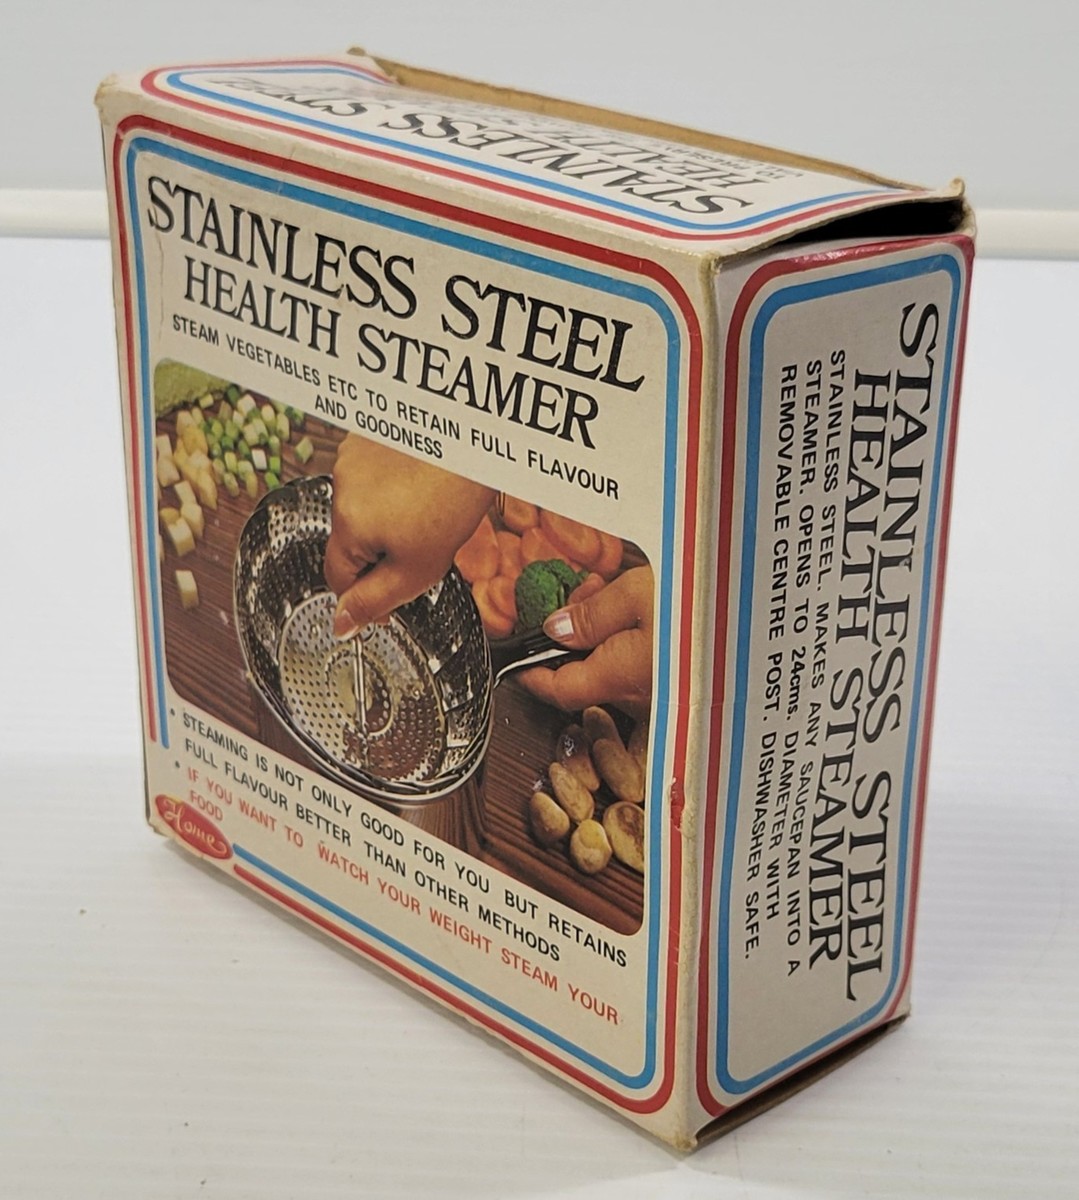 STAINLESS STEEL
HEALTH STEAMER
STEAM VEGETABLES ETC TO RETAIN FULL FLAVOUR
AND GOODNESS
• STEAMING IS NOT ONLY GOOD FOR YOU BUT RETAINS
FULL FLAVOUR BETTER THAN OTHER METHODS
• IF YOU WANT TO WATCH YOUR WEIGHT STEAM YOUR
FOOD
Home
STAINLESS STEEL
HEALTH
STAINLESS STEEL
HEALTH STEAMER
STAINLESS STEEL. MAKES ANY SAUCEPAN INTO A
STEAMER. OPENS TO 24cms. DIAMETER WITH
REMOVABLE CENTRE POST. DISHWASHER SAFE.